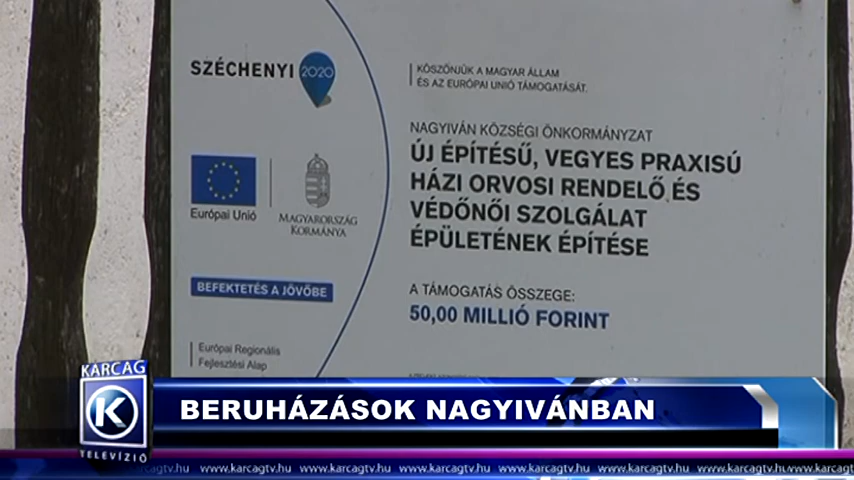 SZÉCHENYI 2020
KÖSZÖNJÜK A MAGYAR ÁLLAM
ÉS AZ EURÓPAI UNIÓ TÁMOGATÁSÁT.
NAGYIVÁN KÖZSÉGI ÖNKORMÁNYZAT
ÚJ ÉPÍTÉSŰ, VEGYES PRAXISÚ
HÁZI ORVOSI RENDELŐ ÉS
VÉDŐNŐI SZOLGÁLAT
ÉPÜLETÉNEK ÉPÍTÉSE
Európai Unió
MAGYARORSZÁG
KORMÁNYA
BEFEKTETÉS A JÖVŐBE
A TÁMOGATÁS ÖSSZEGE:
50,00 MILLIÓ FORINT
Európai Regionális
Fejlesztési Alap
KARCAG
K
TELEVÍZIÓ
BERUHÁZÁSOK NAGYIVÁNBAN
www.karcagtv.hu www.karcagtv.hu www.karcagtv.hu www.karcagtv.hu www.karcagtv.hu www.karcagtv.hu www.karcagtv.hu